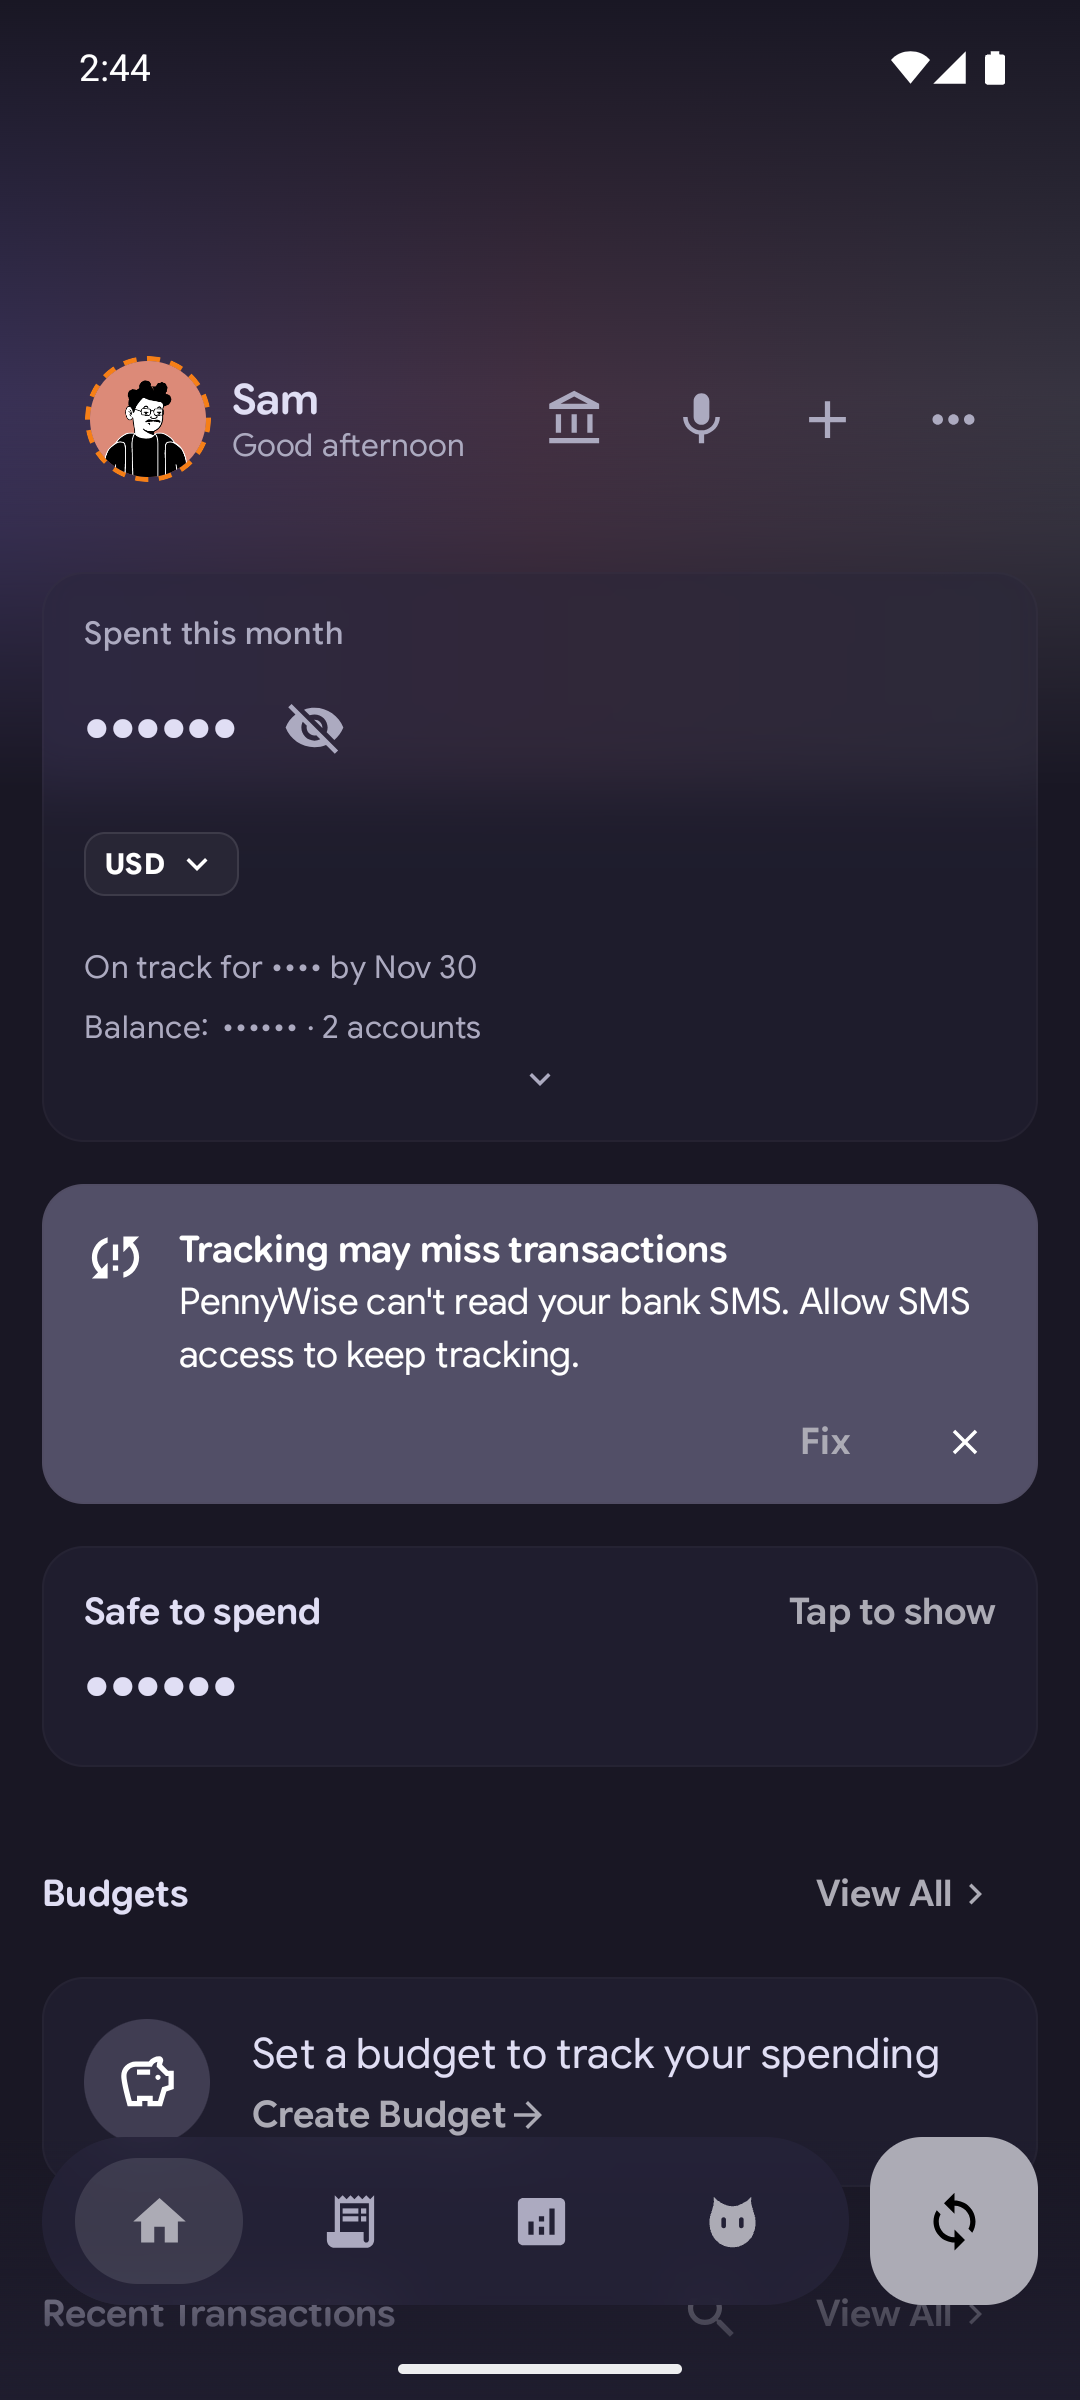 2:44
Sam
Good afternoon
Spent this month
••••••
USD
On track for •••• by Nov 30
Balance: •••••• · 2 accounts
Tracking may miss transactions
PennyWise can't read your bank SMS. Allow SMS
access to keep tracking.
Fix
Safe to spend
Tap to show
••••••
Budgets
View All
Set a budget to track your spending
Create Budget
Recent Transactions
View All